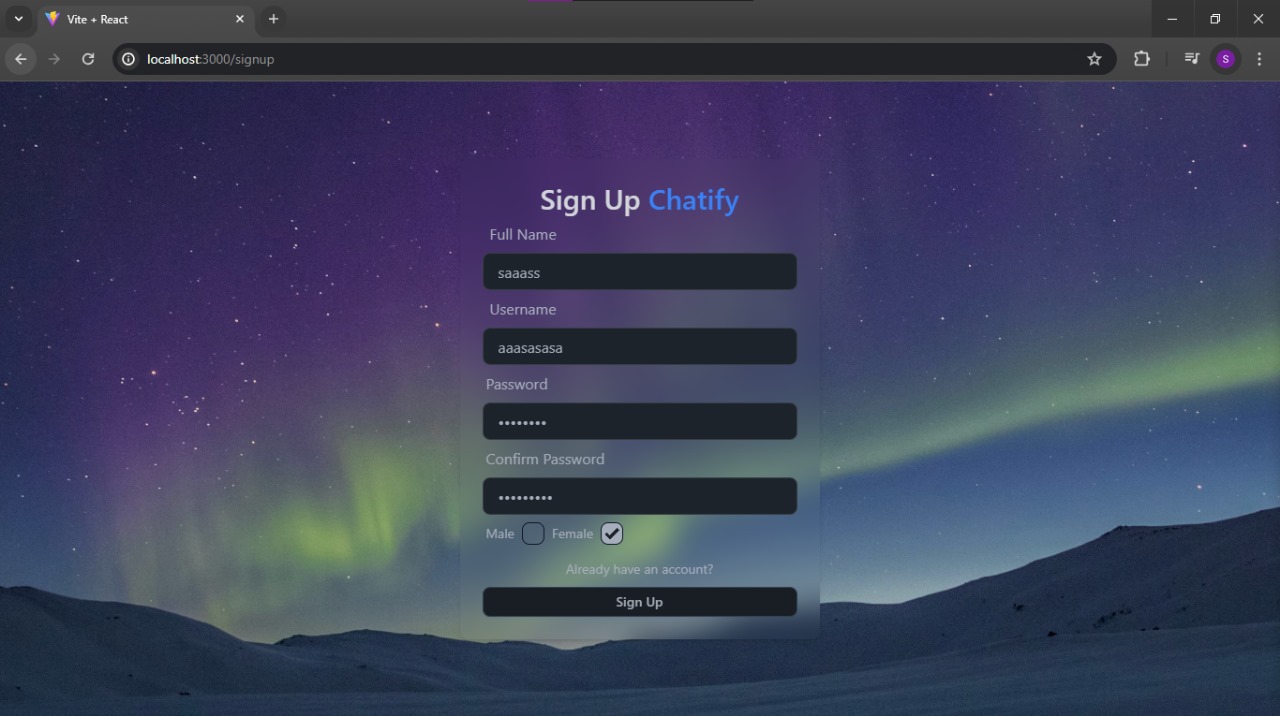 Vite + React
localhost:3000/signup
S
Sign Up Chatify
Full Name
saaass
Username
aaasasasa
Password
••••••••
Confirm Password
•••••••••
Male Female
Already have an account?
Sign Up